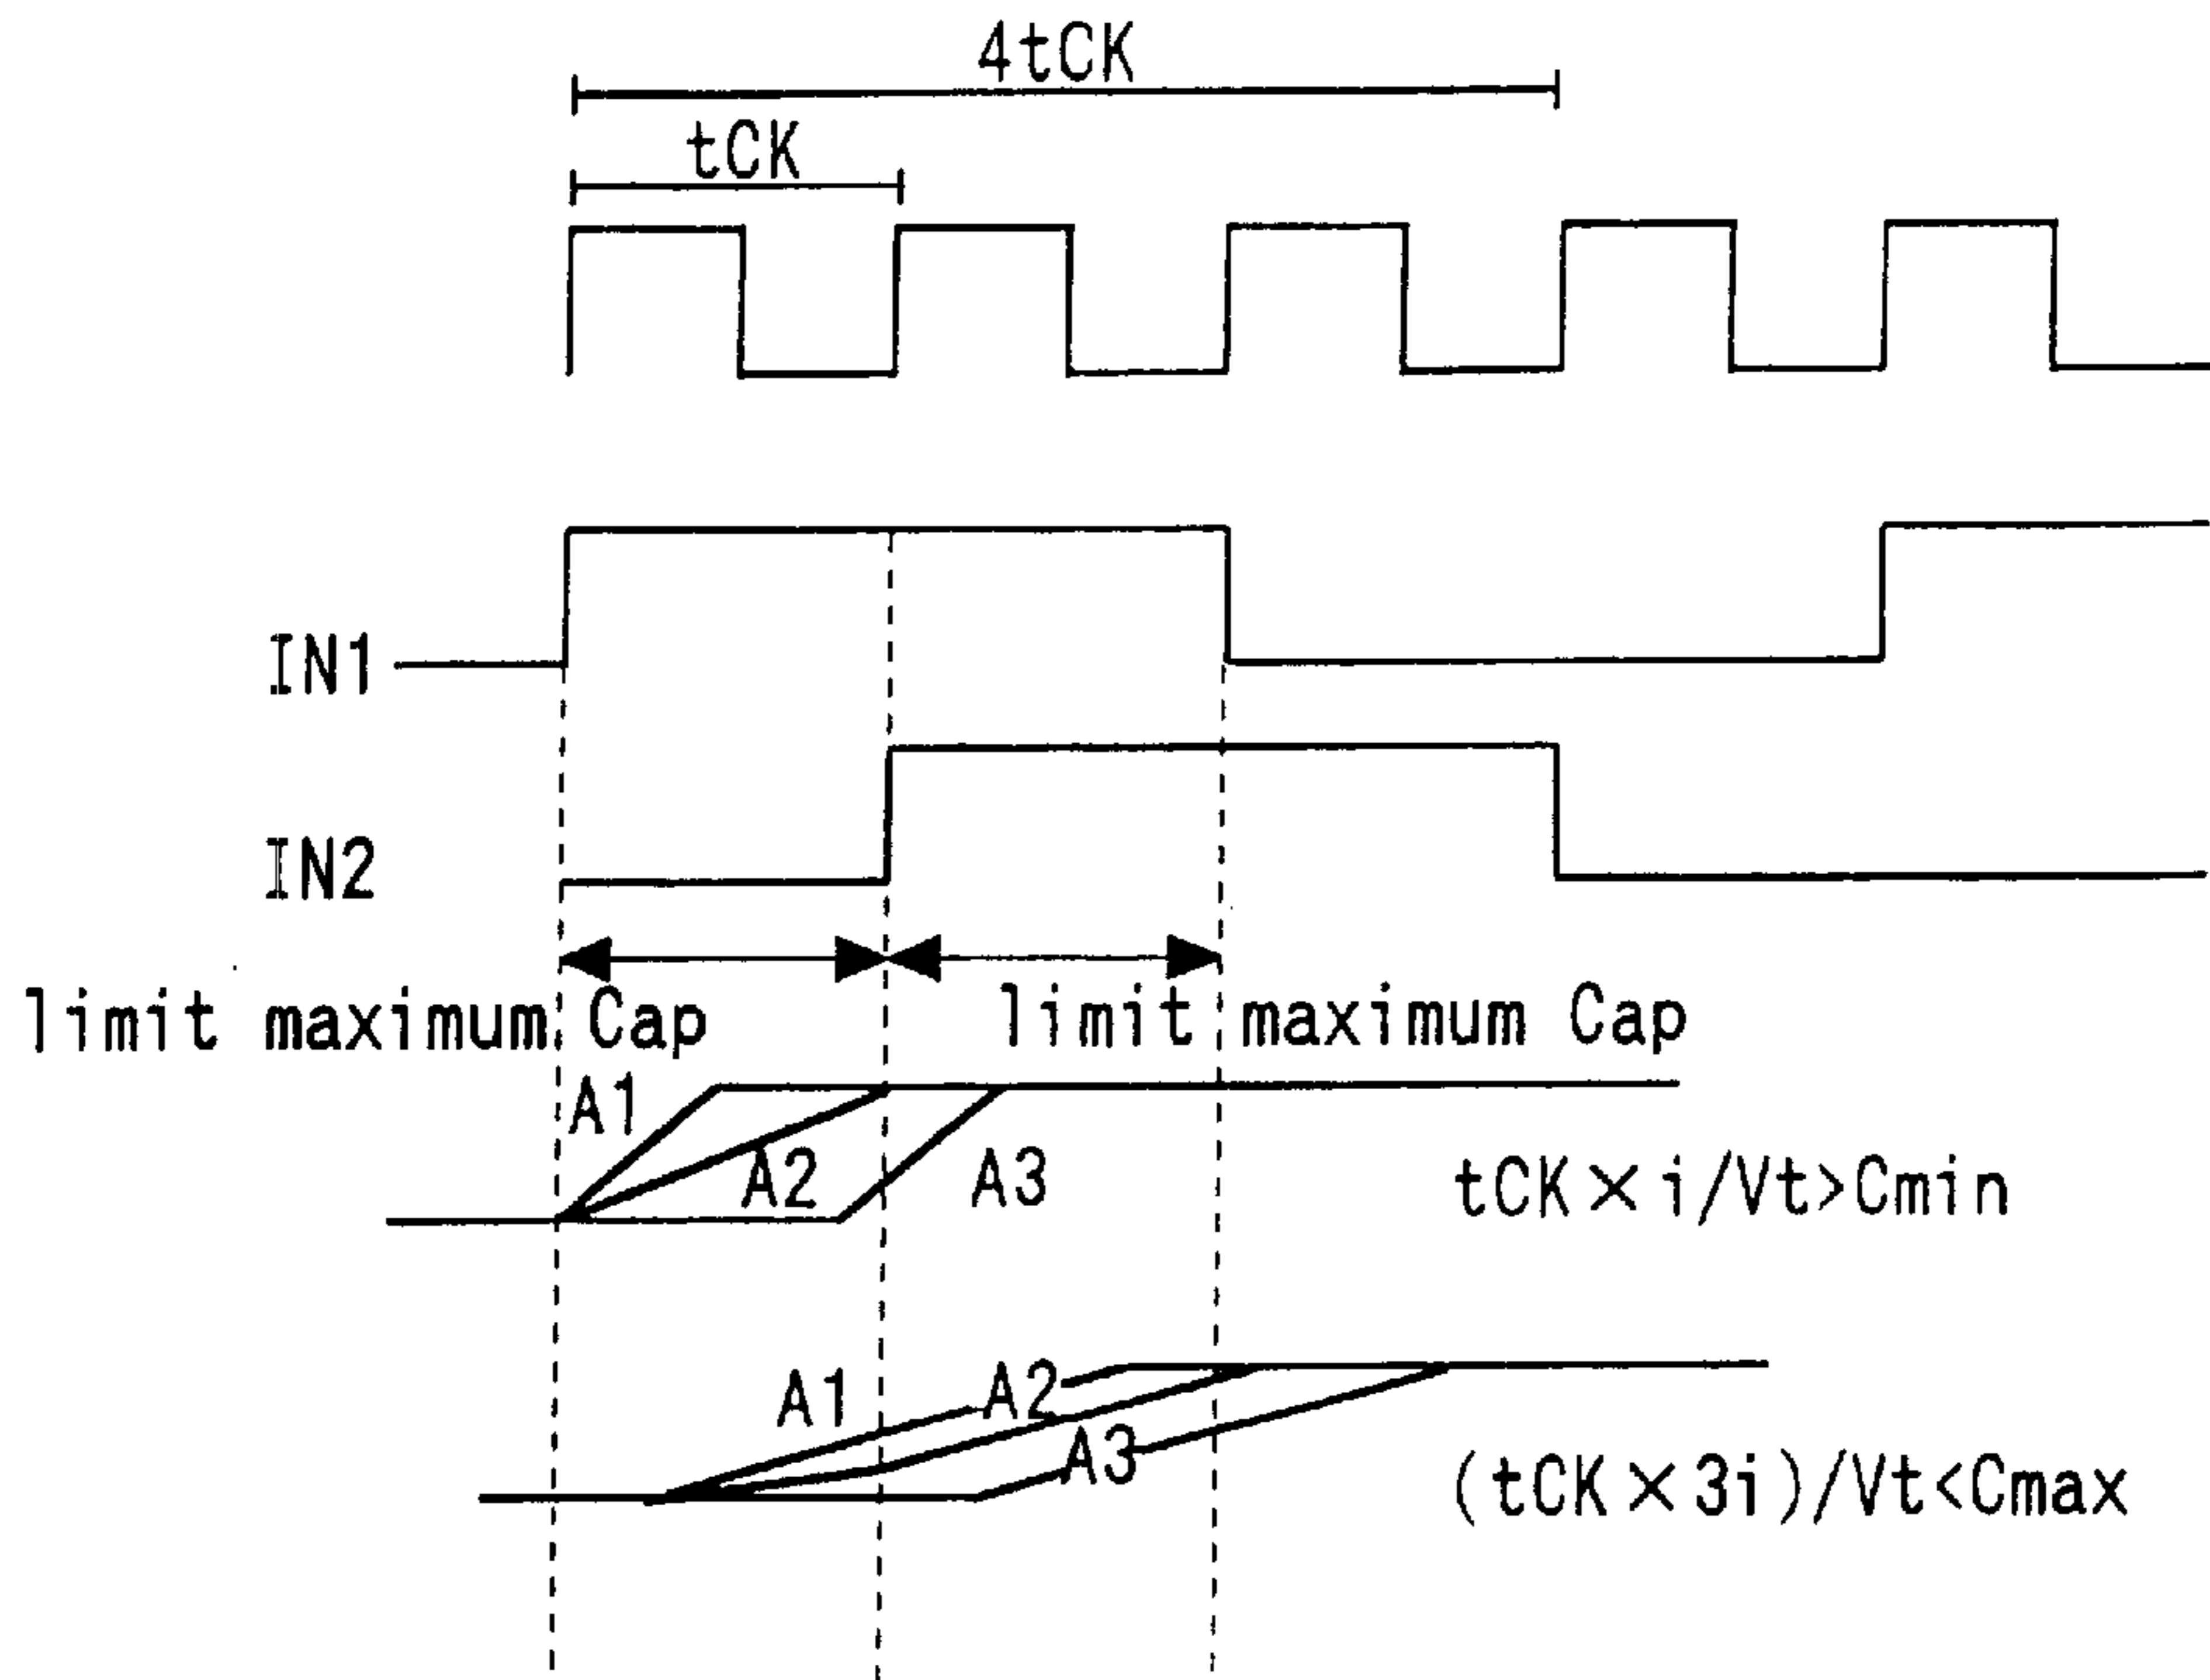 4tCK
tCK
IN1
IN2
limit maximum Cap
limit maximum Cap
A1
A2
A3
tCK×i/Vt>Cmin
A1
A2
A3
(tCK×3i)/Vt<Cmax